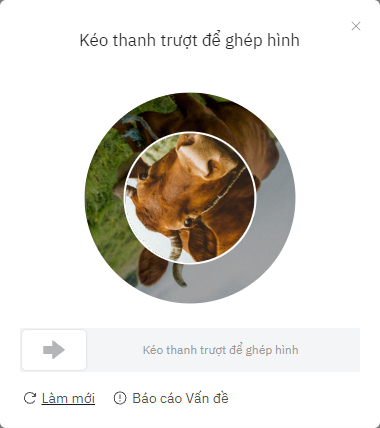 Kéo thanh trượt để ghép hình
Kéo thanh trượt để ghép hình
Làm mới
Báo cáo Vấn đề